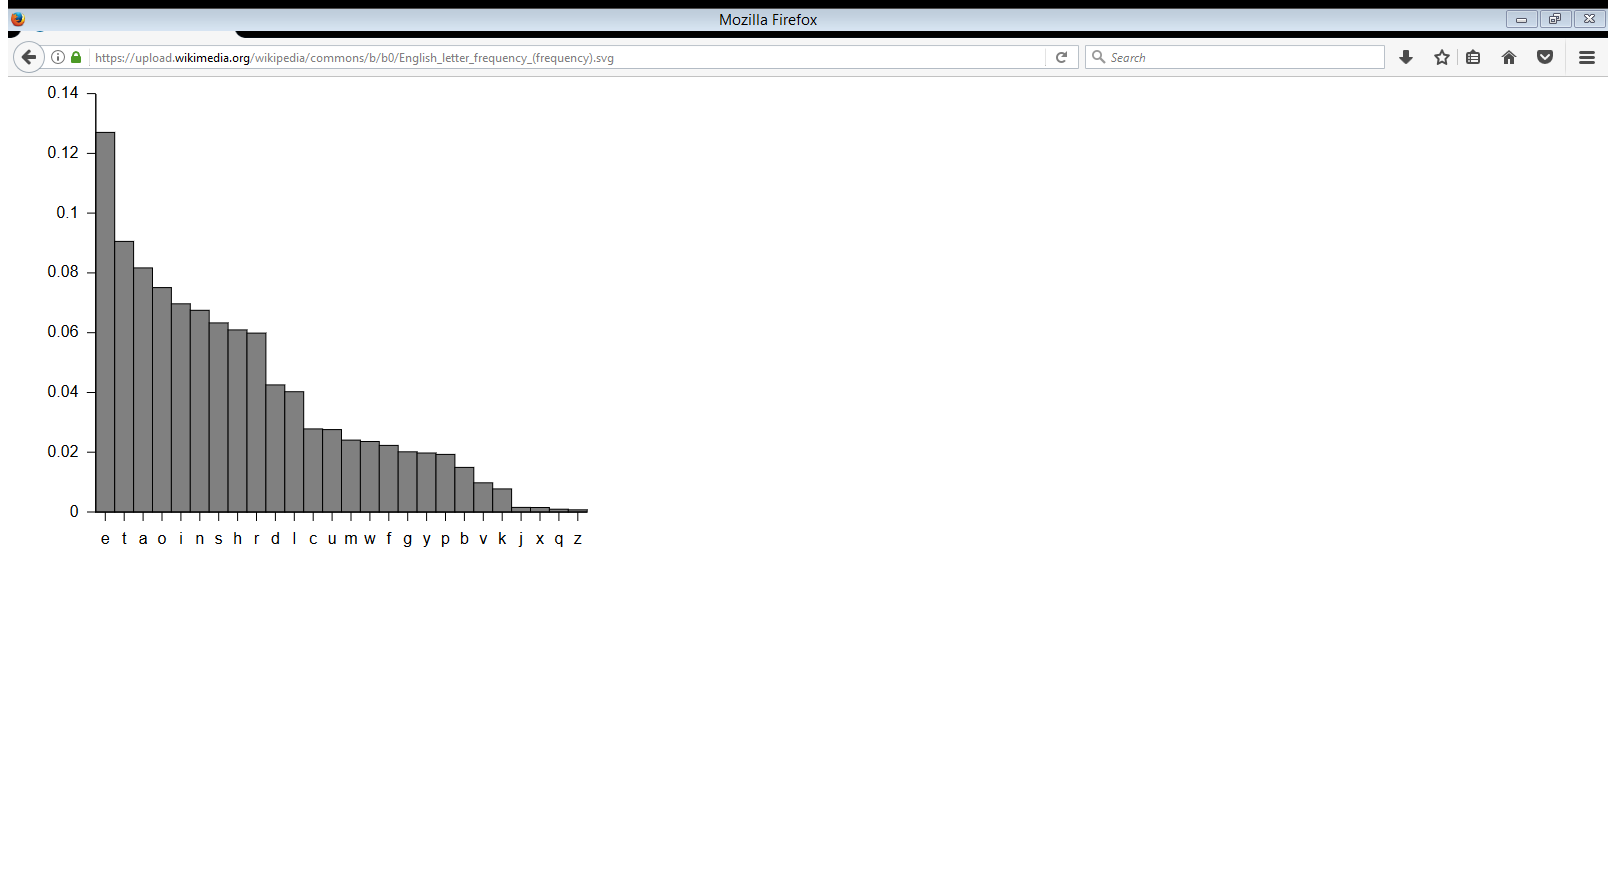 Mozilla Firefox
https://upload.wikimedia.org/wikipedia/commons/b/b0/English_letter_frequency_(frequency).svg
Search
0.14
0.12
0.1
0.08
0.06
0.04
0.02
0
e t a o i n s h r d l c u m w f g y p b v k j x q z